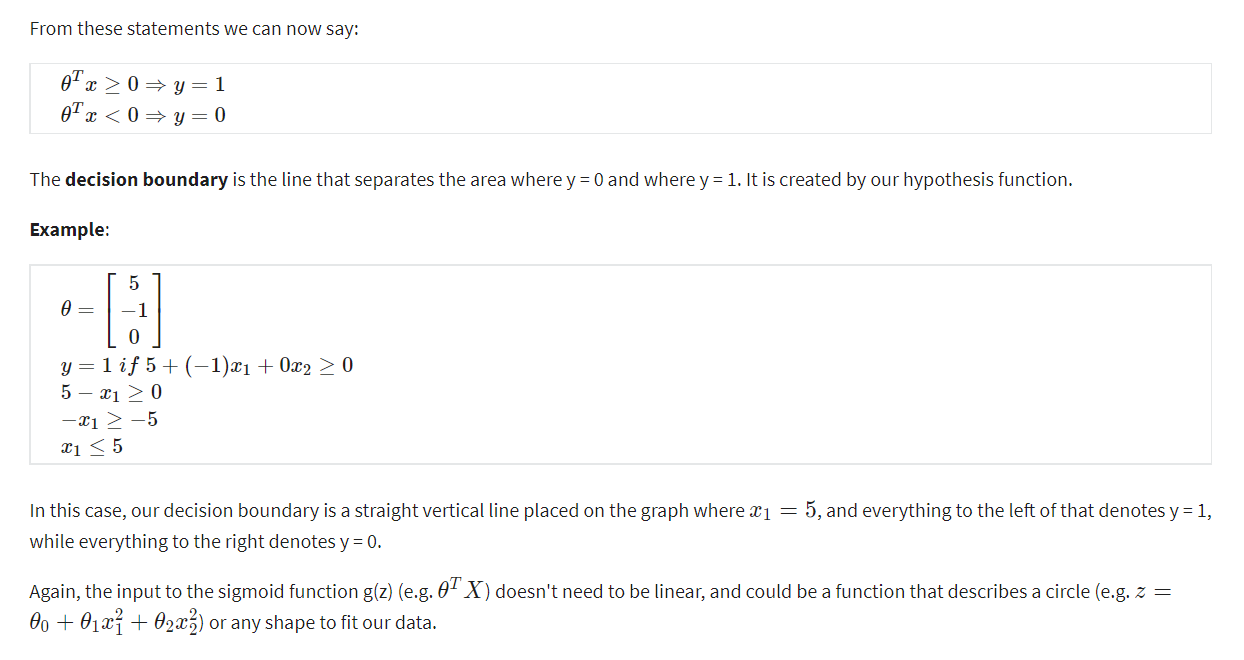 From these statements we can now say:
θᵀx ≥ 0 ⇒ y = 1
θᵀx < 0 ⇒ y = 0
The decision boundary is the line that separates the area where y = 0 and where y = 1. It is created by our hypothesis function.
Example:
θ = [5 −1 0]
y = 1 if 5 + (−1)x₁ + 0x₂ ≥ 0
5 − x₁ ≥ 0
−x₁ ≥ −5
x₁ ≤ 5
In this case, our decision boundary is a straight vertical line placed on the graph where x₁ = 5, and everything to the left of that denotes y = 1,
while everything to the right denotes y = 0.
Again, the input to the sigmoid function g(z) (e.g. θᵀX) doesn't need to be linear, and could be a function that describes a circle (e.g. z =
θ₀ + θ₁x₁² + θ₂x₂²) or any shape to fit our data.